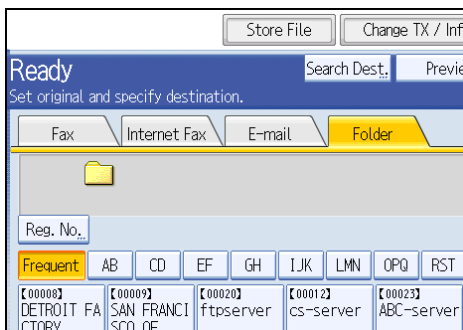 Store File Change TX / Inf
Ready Search Dest. Previe
Set original and specify destination.
Fax Internet Fax E-mail Folder
Reg. No.
Frequent AB CD EF GH IJK LMN OPQ RST
【00008】 【00009】 【00020】 【00012】 【00023】
DETROIT FA SAN FRANCI ftpserver cs-server ABC-server
CTORY SCO OF